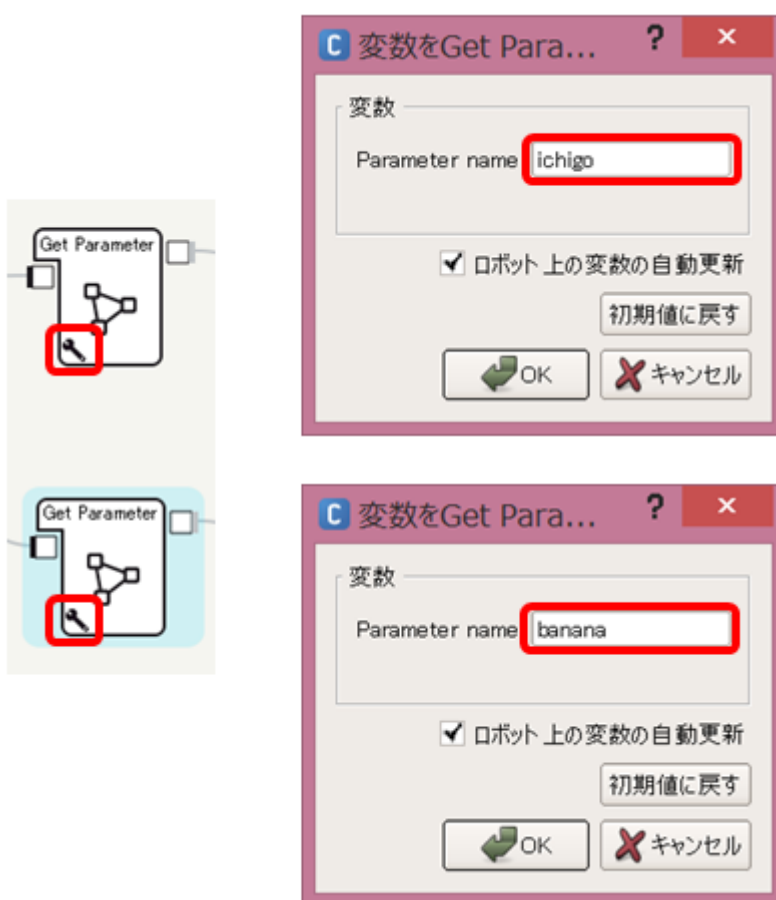 変数をGet Para...
?
×
変数
Parameter name
ichigo
ロボット上の変数の自動更新
初期値に戻す
OK
キャンセル
Get Parameter
Get Parameter
変数をGet Para...
?
×
変数
Parameter name
banana
ロボット上の変数の自動更新
初期値に戻す
OK
キャンセル